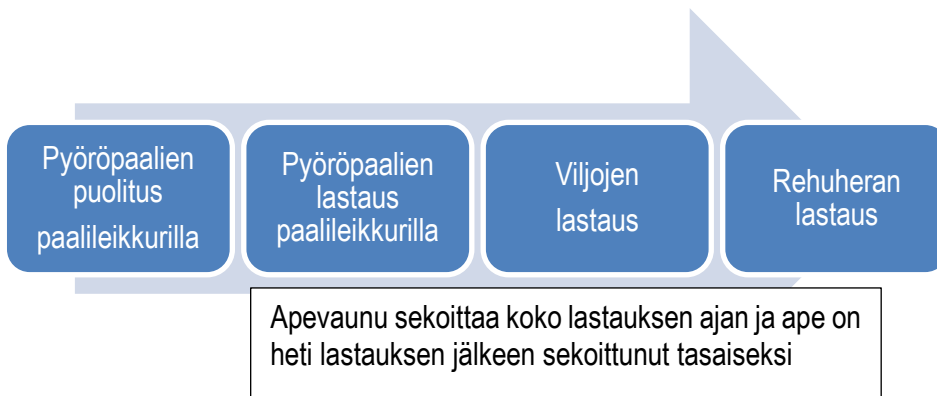 Pyöröpaalien
puolitus
paalileikkurilla
Pyöröpaalien
lastaus
paalileikkurilla
Viljojen
lastaus
Rehuheran
lastaus
Apevaunu sekoittaa koko lastauksen ajan ja ape on
heti lastauksen jälkeen sekoittunut tasaiseksi